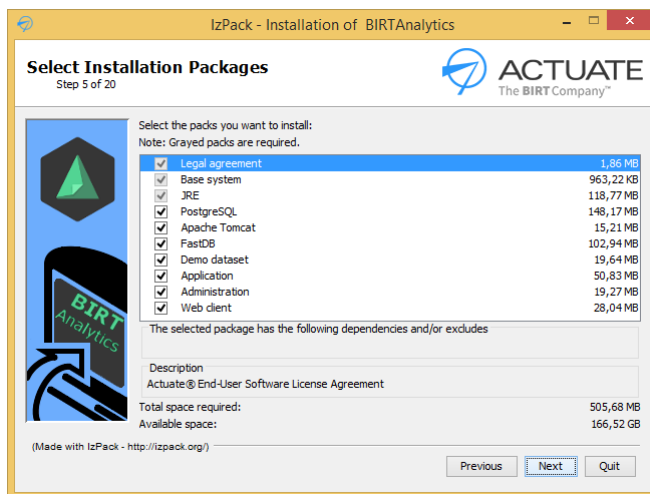 IzPack - Installation of BIRTAnalytics
Select Installation Packages
Step 5 of 20
ACTUATE
The BIRT Company™
Select the packs you want to install:
Note: Grayed packs are required.
Legal agreement 1,86 MB
Base system 963,22 KB
JRE 118,77 MB
PostgreSQL 148,17 MB
Apache Tomcat 15,21 MB
FastDB 102,94 MB
Demo dataset 19,64 MB
Application 50,83 MB
Administration 19,27 MB
Web client 28,04 MB
BIRT
Analytics
The selected package has the following dependencies and/or excludes
Description
Actuate® End-User Software License Agreement
Total space required: 505,68 MB
Available space: 166,52 GB
(Made with IzPack - http://izpack.org/)
Previous Next Quit